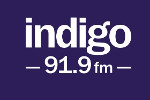 indigo
– 91.9 fm –